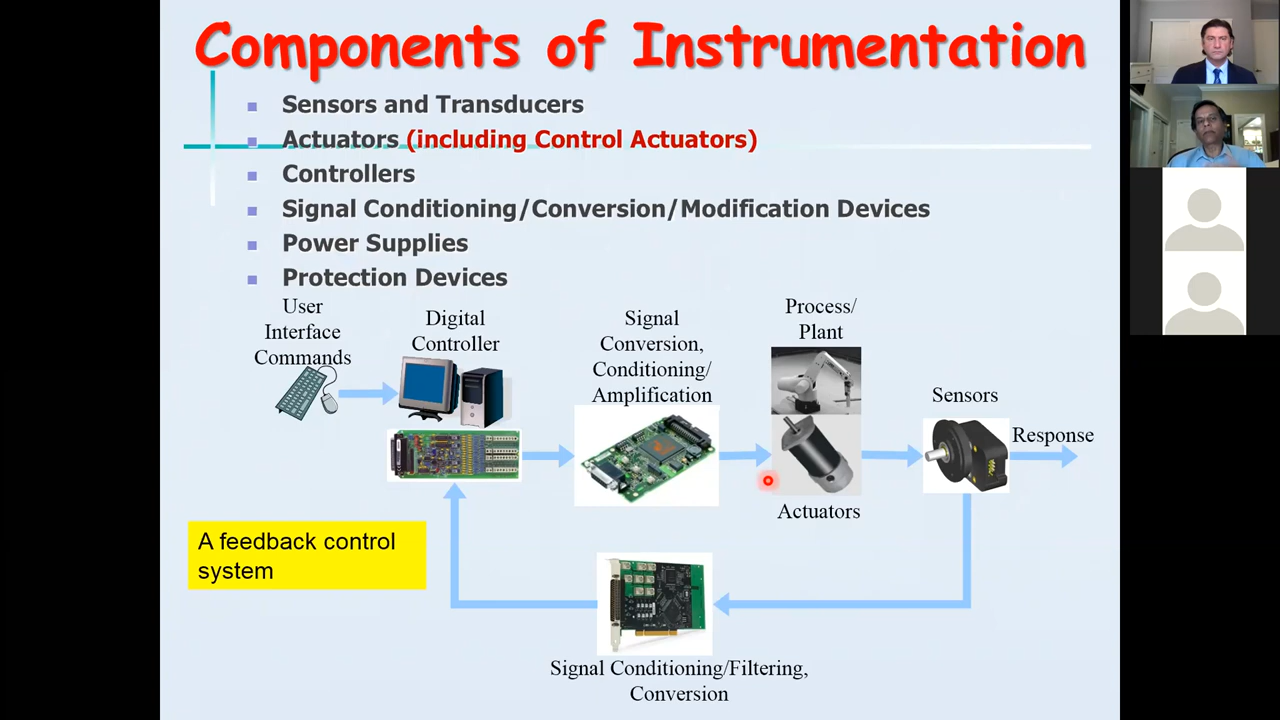 Components of Instrumentation
Sensors and Transducers
Actuators (including Control Actuators)
Controllers
Signal Conditioning/Conversion/Modification Devices
Power Supplies
Protection Devices
User
Interface
Commands
Digital
Controller
Signal
Conversion,
Conditioning/
Amplification
Process/
Plant
Sensors
Response
Actuators
A feedback control
system
Signal Conditioning/Filtering,
Conversion